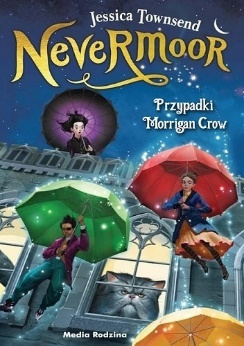 Jessica Townsend
NEVERMOOR
Przypadki
Morrigan Crow
Media Rodzina